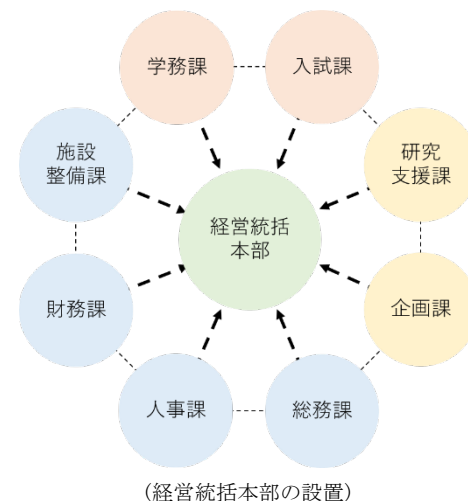 学務課
入試課
施設
整備課
研究
支援課
経営統括
本部
財務課
企画課
人事課
総務課
(経営統括本部の設置)